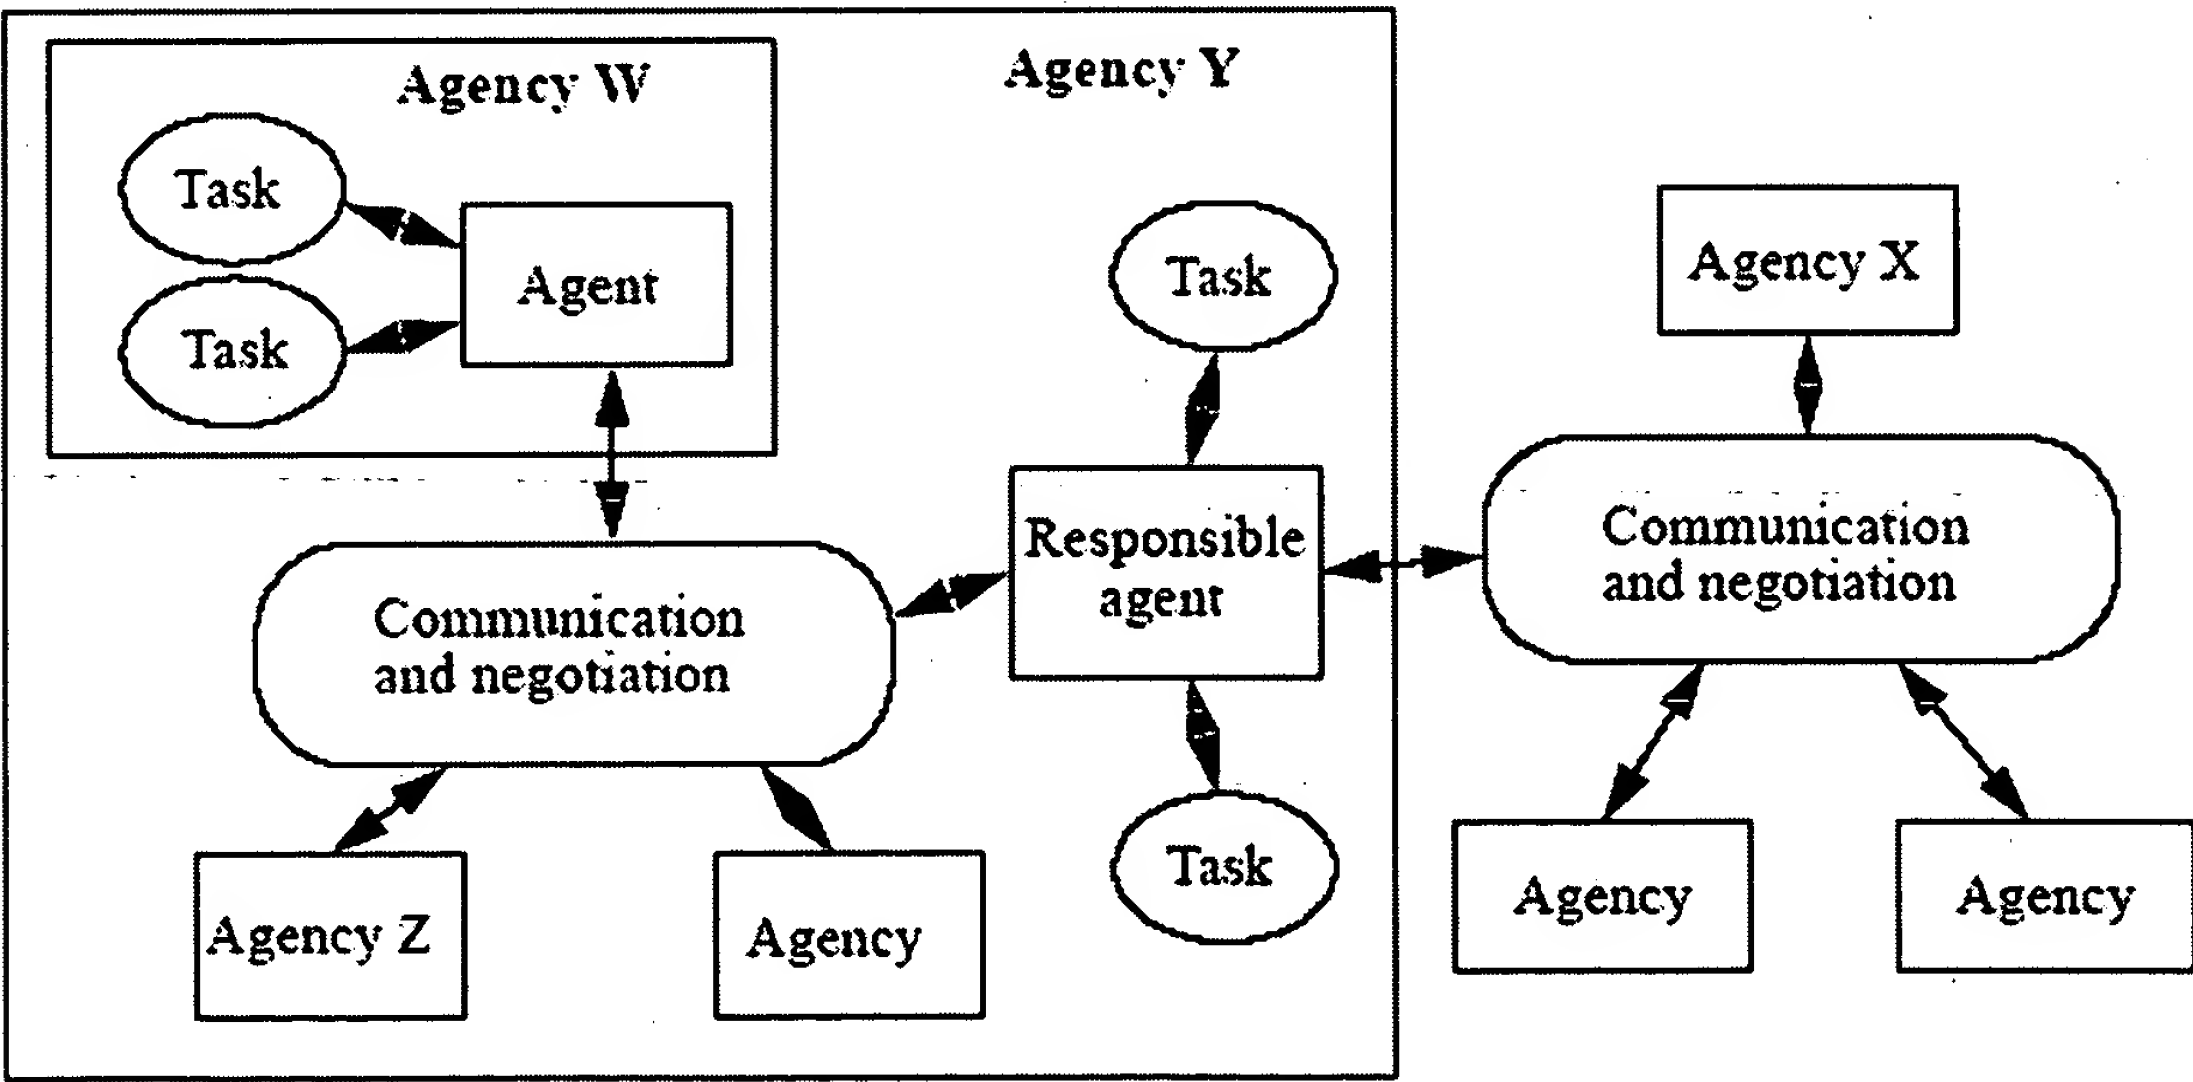 Agency W
Agency Y
Task
Agent
Task
Task
Agency X
Responsible
agent
Communication
and negotiation
Communication
and negotiation
Task
Agency Z
Agency
Agency
Agency